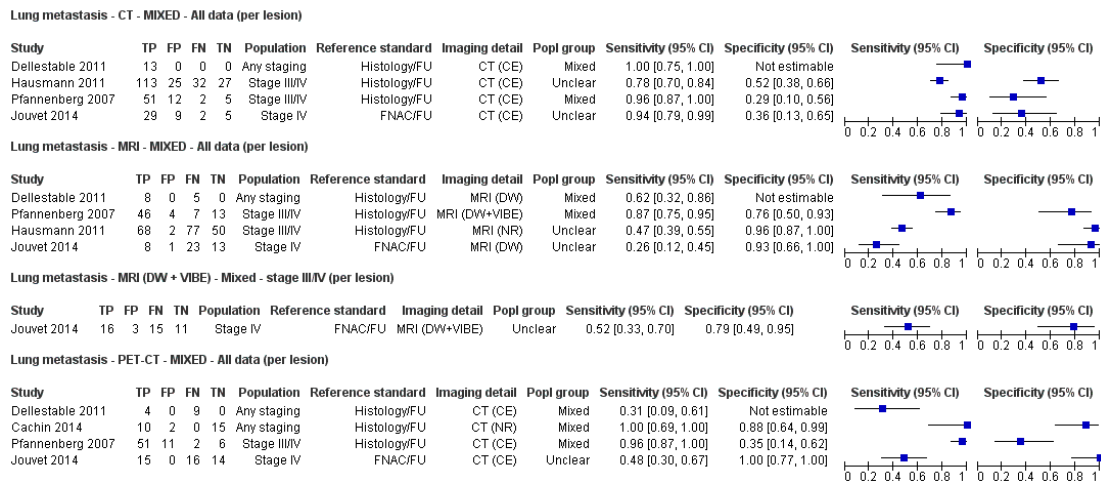 Lung metastasis - CT - MIXED - All data (per lesion)
Study TP FP FN TN Population Reference standard Imaging detail Popl group Sensitivity (95% CI) Specificity (95% CI) Sensitivity (95% CI) Specificity (95% CI)
Dellestable 2011 13 0 0 0 Any staging Histology/FU CT (CE) Mixed 1.00 [0.75, 1.00] Not estimable
Hausmann 2011 113 25 32 27 Stage III/IV Histology/FU CT (CE) Unclear 0.78 [0.70, 0.84] 0.52 [0.38, 0.66]
Pfannenberg 2007 51 12 2 5 Stage III/IV Histology/FU CT (CE) Mixed 0.96 [0.87, 1.00] 0.29 [0.10, 0.56]
Jouvet 2014 29 9 2 5 Stage IV FNAC/FU CT (CE) Unclear 0.94 [0.79, 0.99] 0.36 [0.13, 0.65]
0 0.2 0.4 0.6 0.8 1 0 0.2 0.4 0.6 0.8 1
Lung metastasis - MRI - MIXED - All data (per lesion)
Study TP FP FN TN Population Reference standard Imaging detail Popl group Sensitivity (95% CI) Specificity (95% CI) Sensitivity (95% CI) Specificity (95% CI)
Dellestable 2011 8 0 5 0 Any staging Histology/FU MRI (DW) Mixed 0.62 [0.32, 0.86] Not estimable
Pfannenberg 2007 46 4 7 13 Stage III/IV Histology/FU MRI (DW+VIBE) Mixed 0.87 [0.75, 0.95] 0.76 [0.50, 0.93]
Hausmann 2011 68 2 77 50 Stage III/IV Histology/FU MRI (NR) Unclear 0.47 [0.39, 0.55] 0.96 [0.87, 1.00]
Jouvet 2014 8 1 23 13 Stage IV FNAC/FU MRI (DW) Unclear 0.26 [0.12, 0.45] 0.93 [0.66, 1.00]
0 0.2 0.4 0.6 0.8 1 0 0.2 0.4 0.6 0.8 1
Lung metastasis - MRI (DW + VIBE) - Mixed - stage III/IV (per lesion)
Study TP FP FN TN Population Reference standard Imaging detail Popl group Sensitivity (95% CI) Specificity (95% CI) Sensitivity (95% CI) Specificity (95% CI)
Jouvet 2014 16 3 15 11 Stage IV FNAC/FU MRI (DW+VIBE) Unclear 0.52 [0.33, 0.70] 0.79 [0.49, 0.95]
0 0.2 0.4 0.6 0.8 1 0 0.2 0.4 0.6 0.8 1
Lung metastasis - PET-CT - MIXED - All data (per lesion)
Study TP FP FN TN Population Reference standard Imaging detail Popl group Sensitivity (95% CI) Specificity (95% CI) Sensitivity (95% CI) Specificity (95% CI)
Dellestable 2011 4 0 9 0 Any staging Histology/FU CT (CE) Mixed 0.31 [0.09, 0.61] Not estimable
Cachin 2014 10 2 0 15 Any staging Histology/FU CT (NR) Mixed 1.00 [0.69, 1.00] 0.88 [0.64, 0.99]
Pfannenberg 2007 51 11 2 6 Stage III/IV Histology/FU CT (CE) Mixed 0.96 [0.87, 1.00] 0.35 [0.14, 0.62]
Jouvet 2014 15 0 16 14 Stage IV FNAC/FU CT (CE) Unclear 0.48 [0.30, 0.67] 1.00 [0.77, 1.00]
0 0.2 0.4 0.6 0.8 1 0 0.2 0.4 0.6 0.8 1